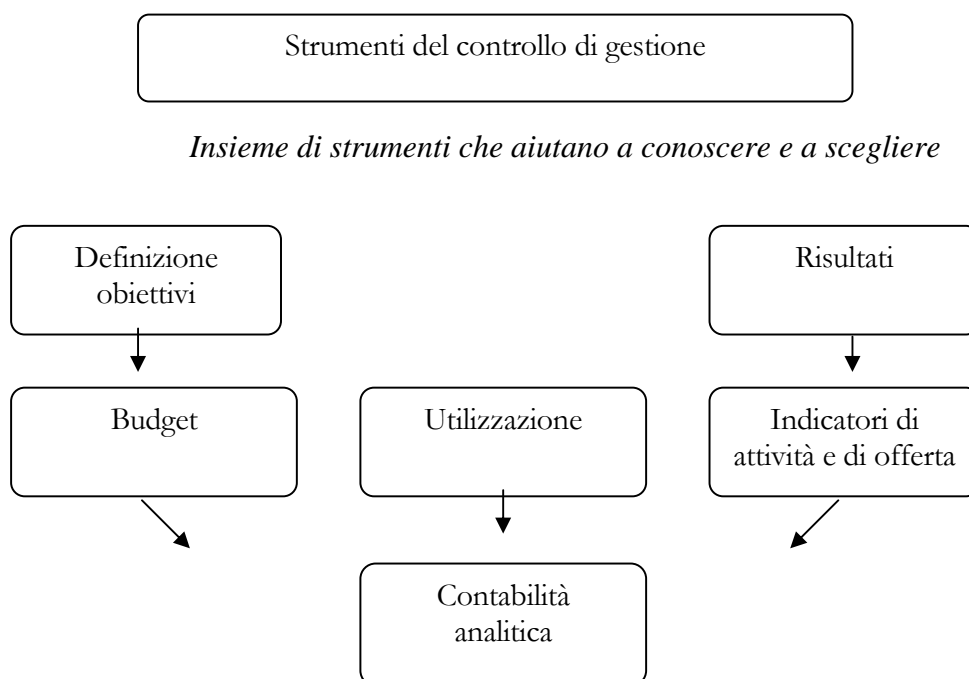 Strumenti del controllo di gestione
Insieme di strumenti che aiutano a conoscere e a scegliere
Definizione
obiettivi
Risultati
Budget
Utilizzazione
Indicatori di
attività e di offerta
Contabilità
analitica